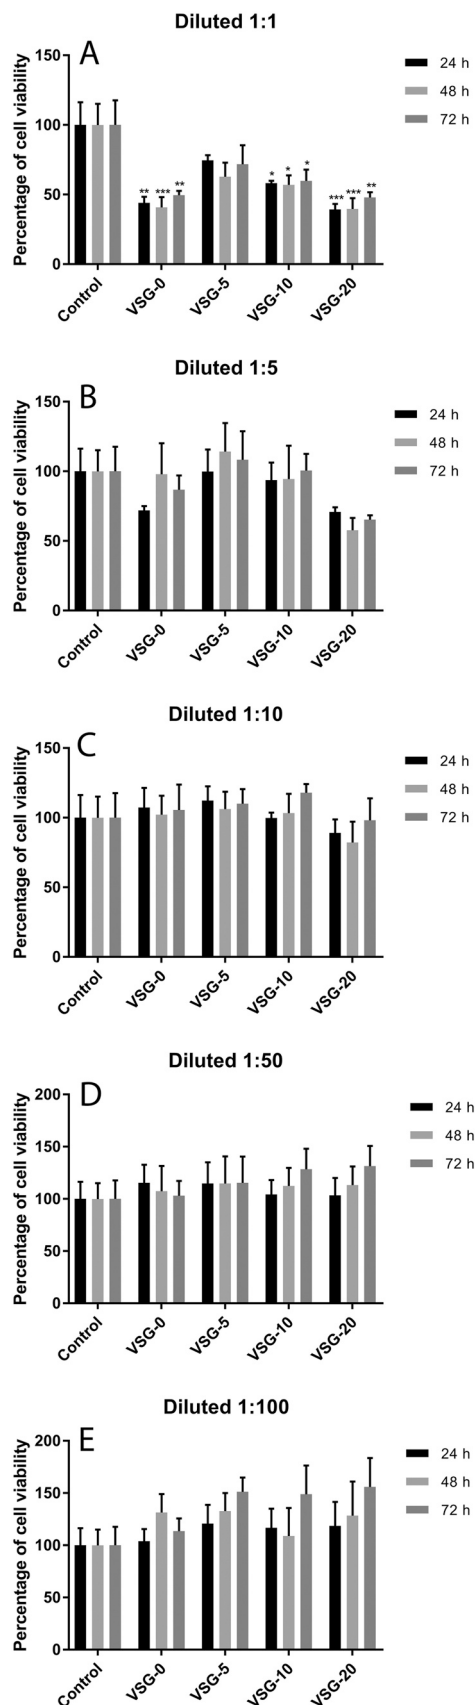 Diluted 1:1
A
Percentage of cell viability
150
100
50
0
** *** **
* * *
*** *** **
Control
VSG-0
VSG-5
VSG-10
VSG-20
24 h
48 h
72 h
Diluted 1:5
B
Percentage of cell viability
150
100
50
0
Control
VSG-0
VSG-5
VSG-10
VSG-20
24 h
48 h
72 h
Diluted 1:10
C
Percentage of cell viability
150
100
50
0
Control
VSG-0
VSG-5
VSG-10
VSG-20
24 h
48 h
72 h
Diluted 1:50
D
Percentage of cell viability
200
150
100
50
0
Control
VSG-0
VSG-5
VSG-10
VSG-20
24 h
48 h
72 h
Diluted 1:100
E
Percentage of cell viability
200
150
100
50
0
Control
VSG-0
VSG-5
VSG-10
VSG-20
24 h
48 h
72 h